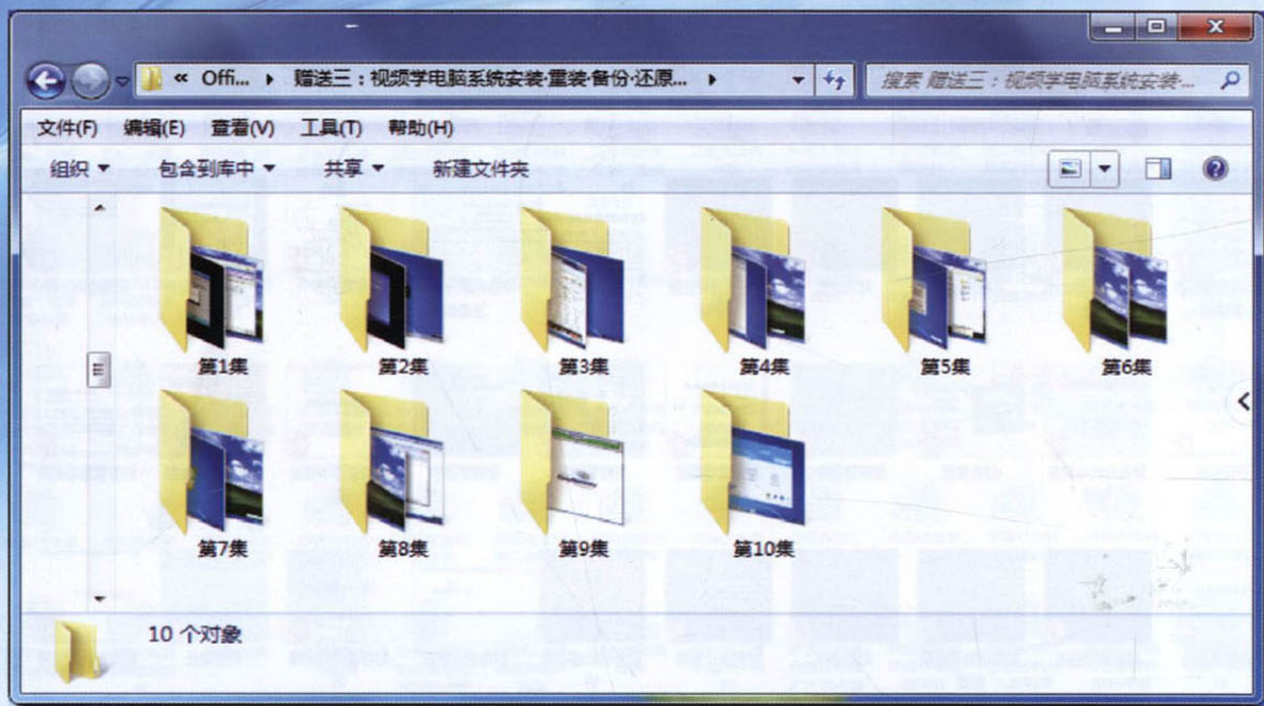 « Offi... ▸ 赠送三：视频学电脑系统安装·重装·备份·还原... ▸ 搜索 赠送三：视频学电脑系统安装·...
文件(F) 编辑(E) 查看(V) 工具(T) 帮助(H)
组织 包含到库中 共享 新建文件夹
第1集 第2集 第3集 第4集 第5集 第6集
第7集 第8集 第9集 第10集
10 个对象